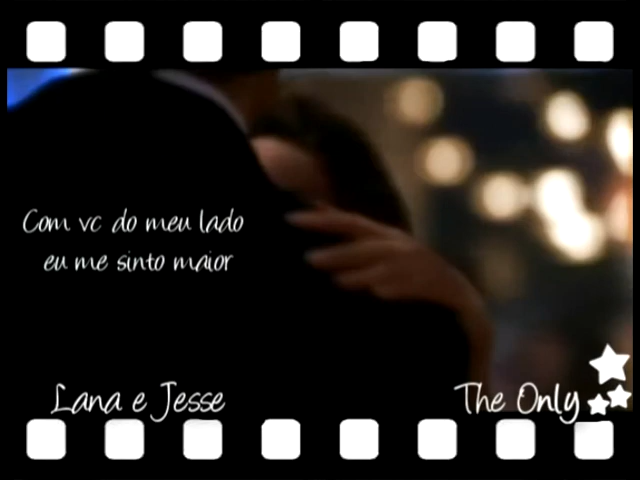 Com vc do meu lado
eu me sinto maior
Lana e Jesse
The Only